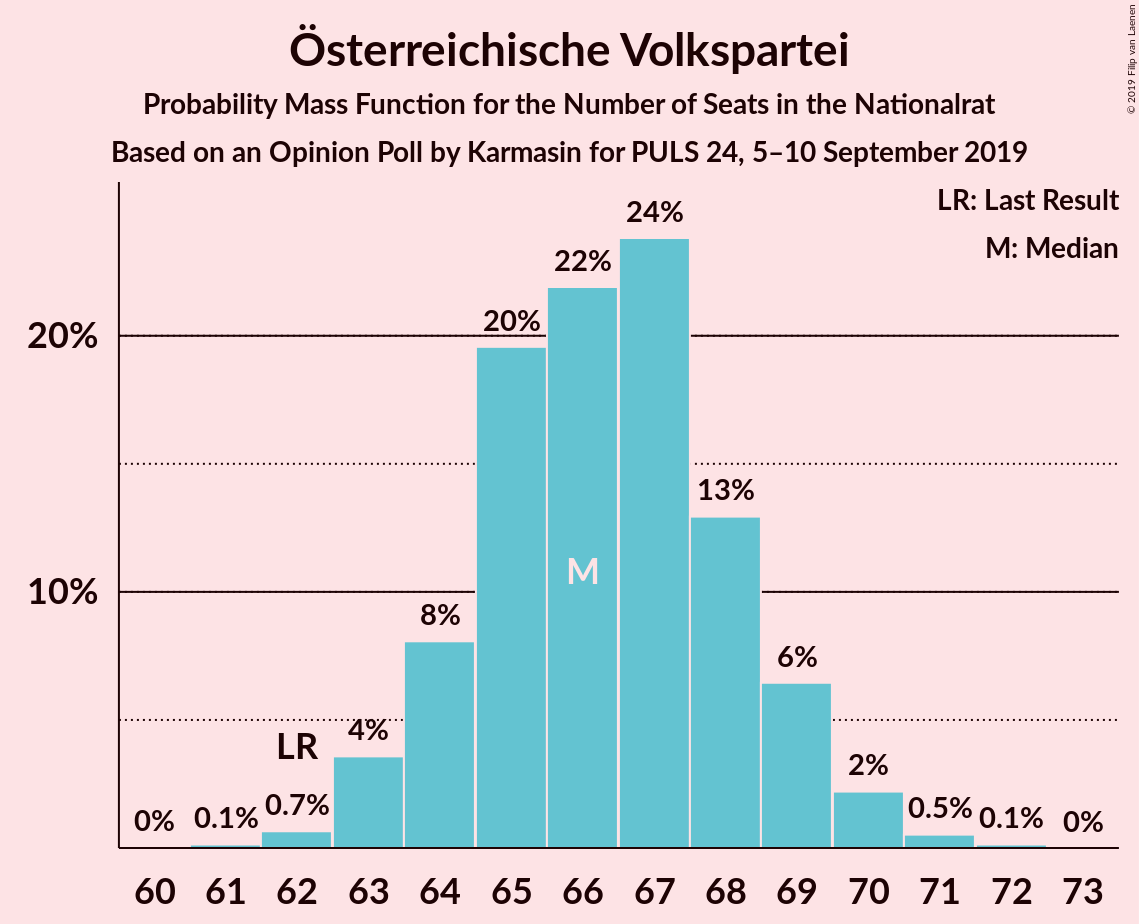 Österreichische Volkspartei
Probability Mass Function for the Number of Seats in the Nationalrat
Based on an Opinion Poll by Karmasin for PULS 24, 5–10 September 2019
© 2019 Filip van Laenen
LR: Last Result
M: Median
20%
10%
0%
0.1%
0.7%
LR
4%
8%
20%
22%
M
24%
13%
6%
2%
0.5%
0.1%
0%
60 61 62 63 64 65 66 67 68 69 70 71 72 73